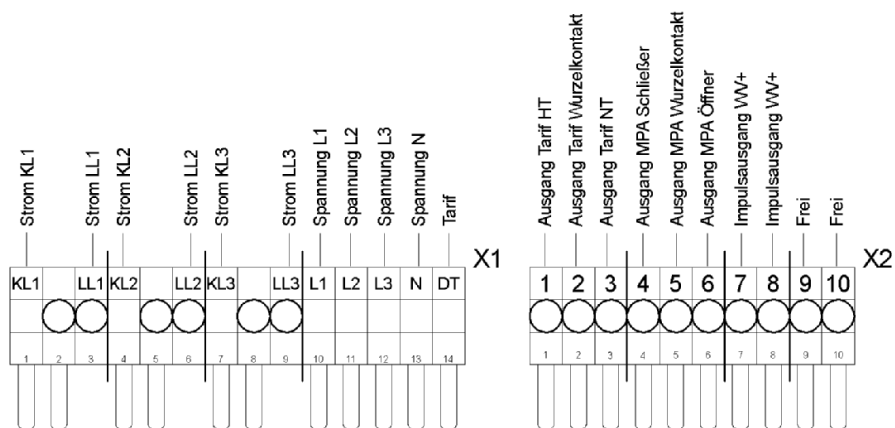 Strom KL1
Strom LL1
Strom KL2
Strom LL2
Strom KL3
Strom LL3
Spannung L1
Spannung L2
Spannung L3
Spannung N
Tarif
X1
KL1 LL1 KL2 LL2 KL3 LL3 L1 L2 L3 N DT
1 2 3 4 5 6 7 8 9 10 11 12 13 14
Ausgang Tarif HT
Ausgang Tarif Wurzelkontakt
Ausgang Tarif NT
Ausgang MPA Schließer
Ausgang MPA Wurzelkontakt
Ausgang MPA Öffner
Impulsausgang WV+
Impulsausgang WV+
Frei
Frei
X2
1 2 3 4 5 6 7 8 9 10
1 2 3 4 5 6 7 8 9 10